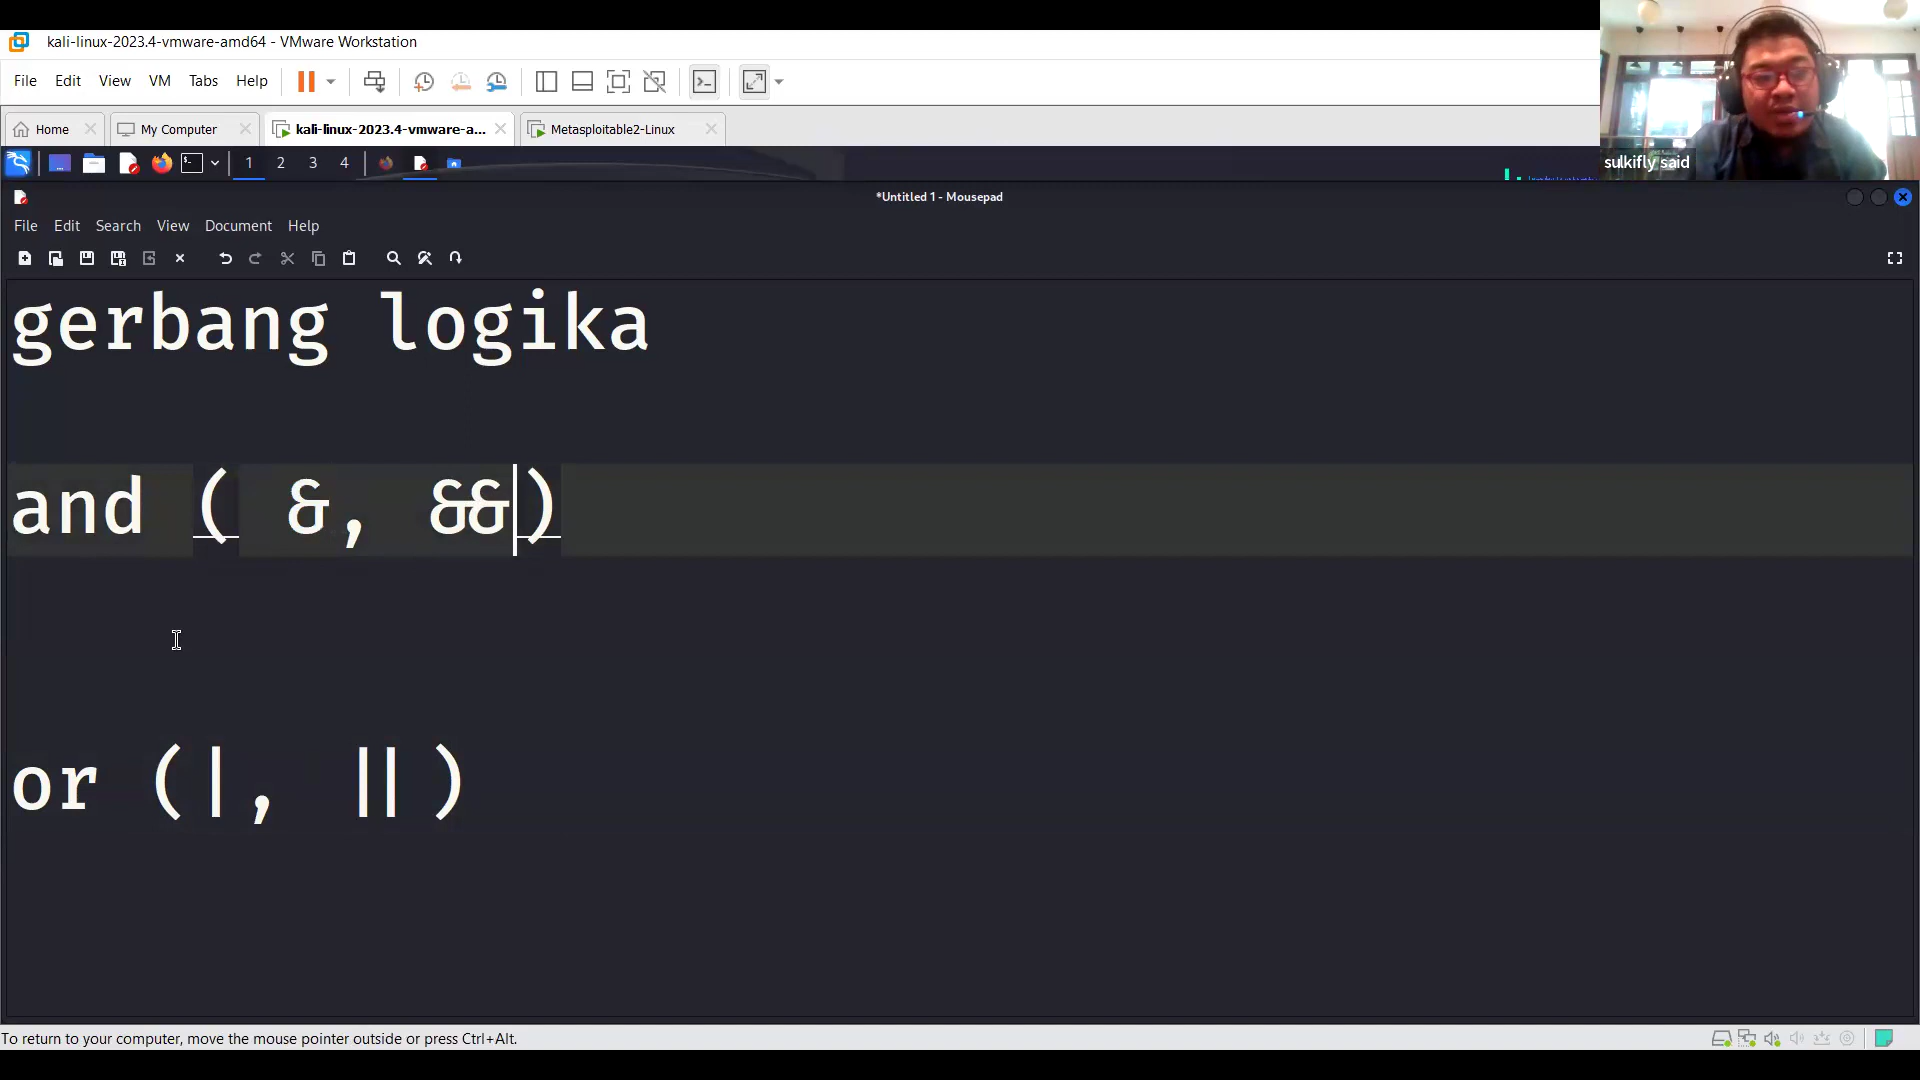 kali-linux-2023.4-vmware-amd64 - VMware Workstation
File Edit View VM Tabs Help
Home My Computer kali-linux-2023.4-vmware-a... Metasploitable2-Linux
1 2 3 4
sulkifly said
*Untitled 1 - Mousepad
File Edit Search View Document Help
gerbang logika
and ( &, &&)
or (|, || )
To return to your computer, move the mouse pointer outside or press Ctrl+Alt.